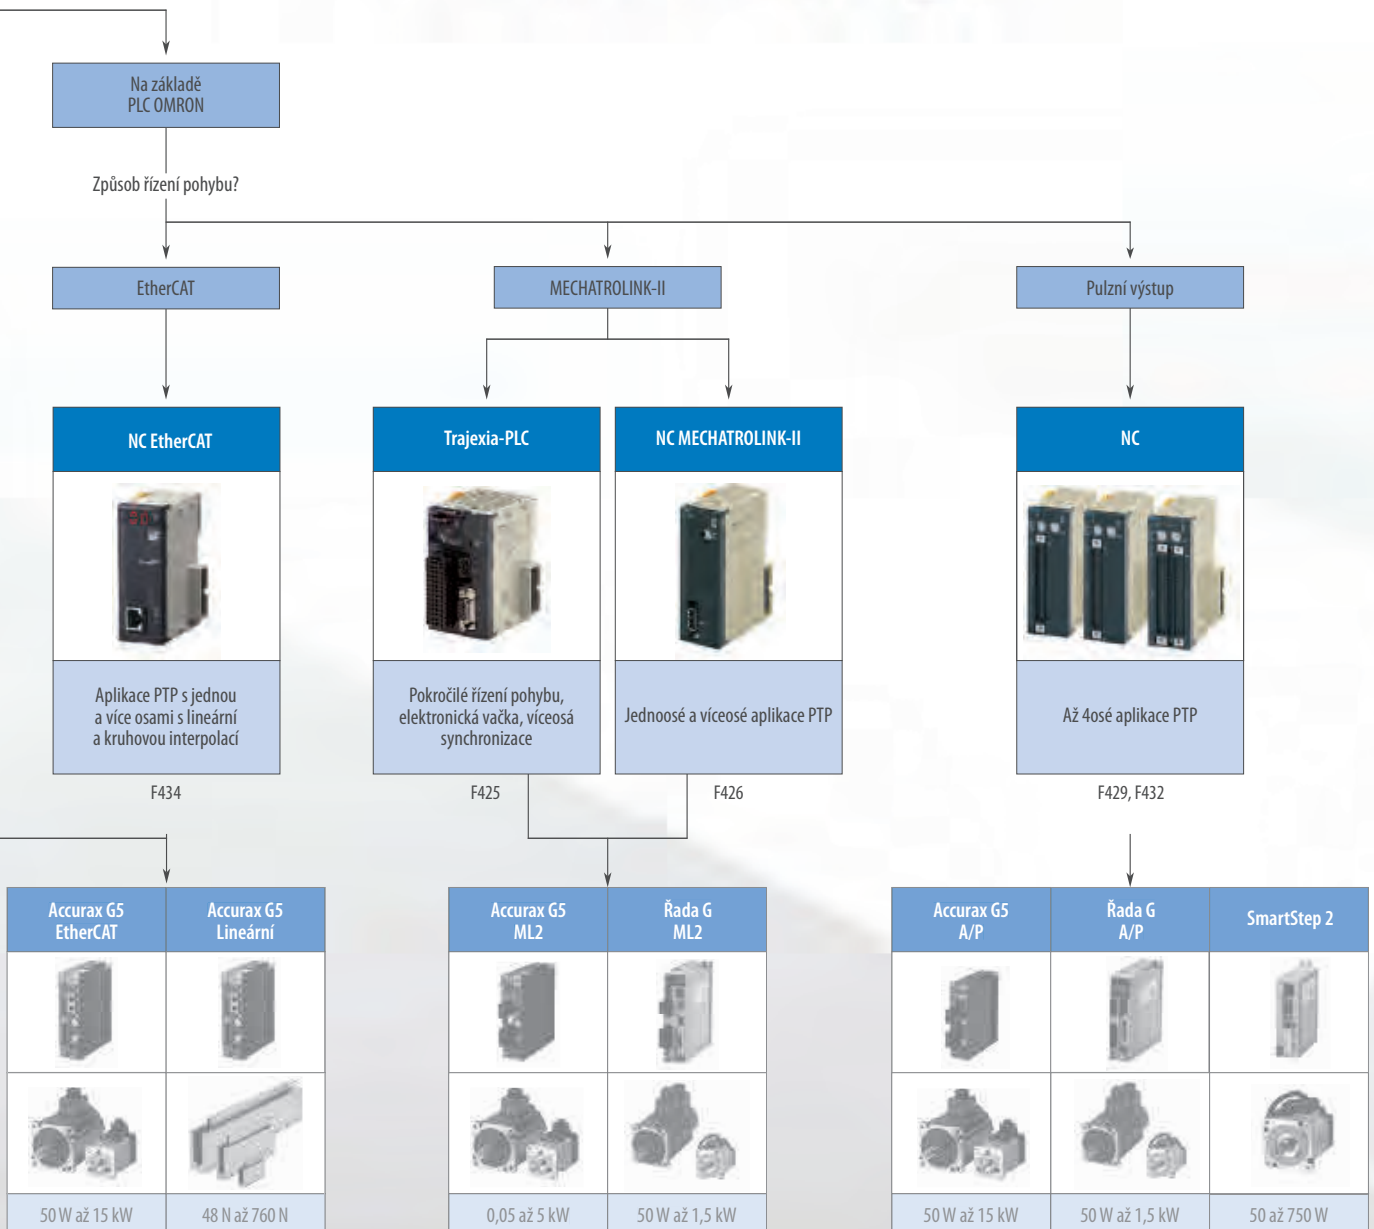 Na základě
PLC OMRON
Způsob řízení pohybu?
EtherCAT
MECHATROLINK-II
Pulzní výstup
NC EtherCAT
Trajexia-PLC
NC MECHATROLINK-II
NC
Aplikace PTP s jednou
a více osami s lineární
a kruhovou interpolací
Pokročilé řízení pohybu,
elektronická vačka, víceosá
synchronizace
Jednoosé a víceosé aplikace PTP
Až 4osé aplikace PTP
F434
F425
F426
F429, F432
Accurax G5
EtherCAT
Accurax G5
Lineární
Accurax G5
ML2
Řada G
ML2
Accurax G5
A/P
Řada G
A/P
SmartStep 2
50 W až 15 kW
48 N až 760 N
0,05 až 5 kW
50 W až 1,5 kW
50 W až 15 kW
50 W až 1,5 kW
50 až 750 W